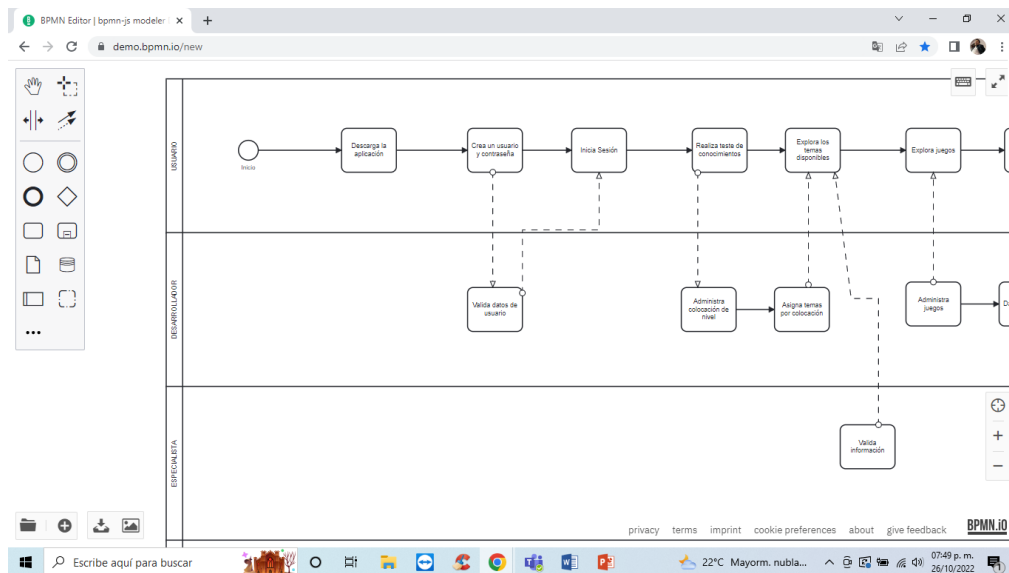 BPMN Editor | bpmn-js modeler
demo.bpmn.io/new
USUARIO
Inicio
Descarga la
aplicación
Crea un usuario
y contraseña
Inicia Sesión
Realiza teste de
conocimientos
Explora los
temas
disponibles
Explora juegos
DESARROLLADOR
Valida datos de
usuario
Administra
colocación de
nivel
Asigna temas
por colocación
Administra
juegos
ESPECIALISTA
Valida
información
privacy terms imprint cookie preferences about give feedback BPMN.iO
Escribe aquí para buscar
22°C Mayorm. nubla...
07:49 p. m.
26/10/2022